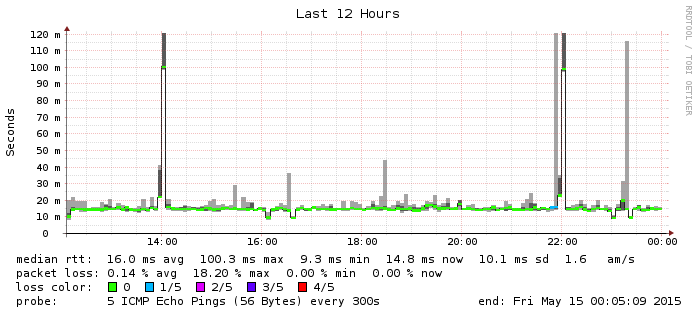 Last 12 Hours
RRDTOOL / TOBI OETIKER
Seconds
120 m
110 m
100 m
90 m
80 m
70 m
60 m
50 m
40 m
30 m
20 m
10 m
0
14:00 16:00 18:00 20:00 22:00 00:00
median rtt: 16.0 ms avg 100.3 ms max 9.3 ms min 14.8 ms now 10.1 ms sd 1.6 am/s
packet loss: 0.14 % avg 18.20 % max 0.00 % min 0.00 % now
loss color: 0 1/5 2/5 3/5 4/5
probe: 5 ICMP Echo Pings (56 Bytes) every 300s end: Fri May 15 00:05:09 2015